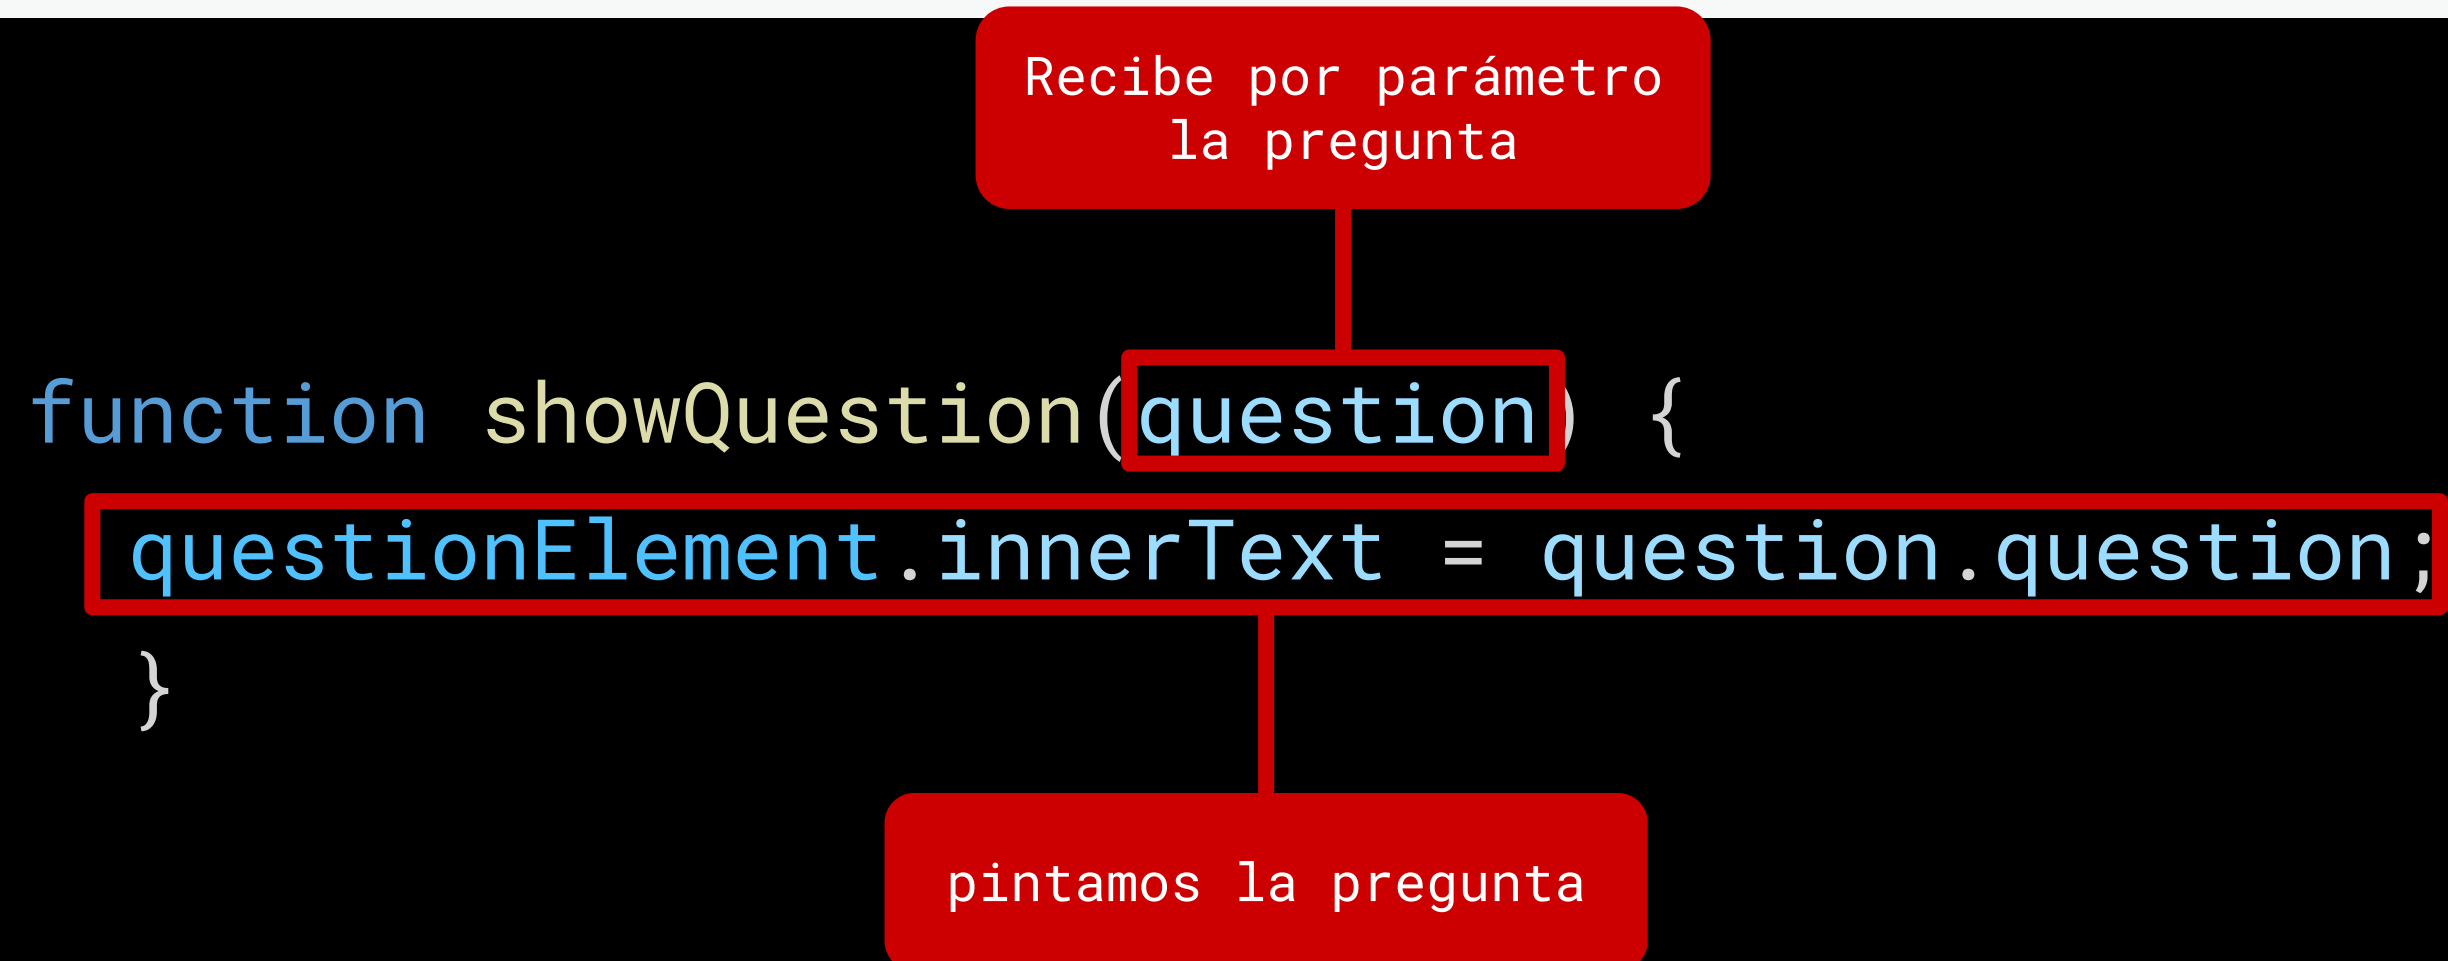 Recibe por parámetro
la pregunta
function showQuestion(question) {
questionElement.innerText = question.question;
}
pintamos la pregunta